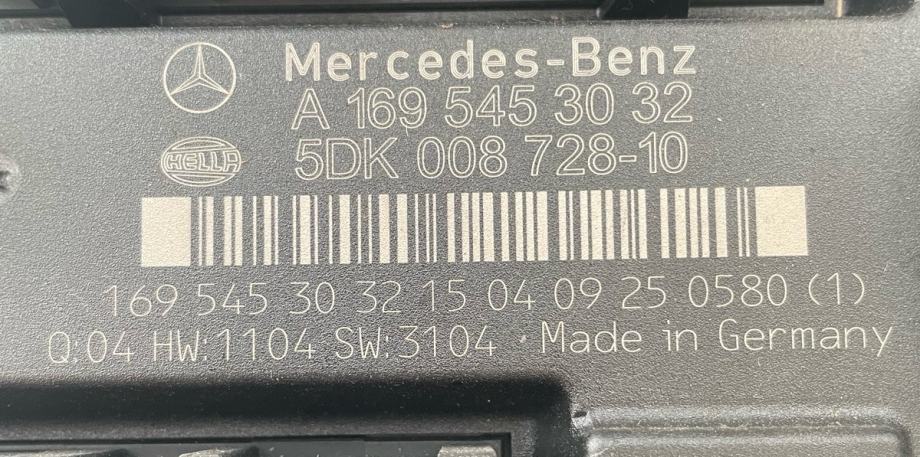 Mercedes-Benz
A 169 545 30 32
HELLA 5DK 008 728-10
169 545 30 32 15 04 09 25 0580 (1)
Q:04 HW:1104 SW:3104 · Made in Germany